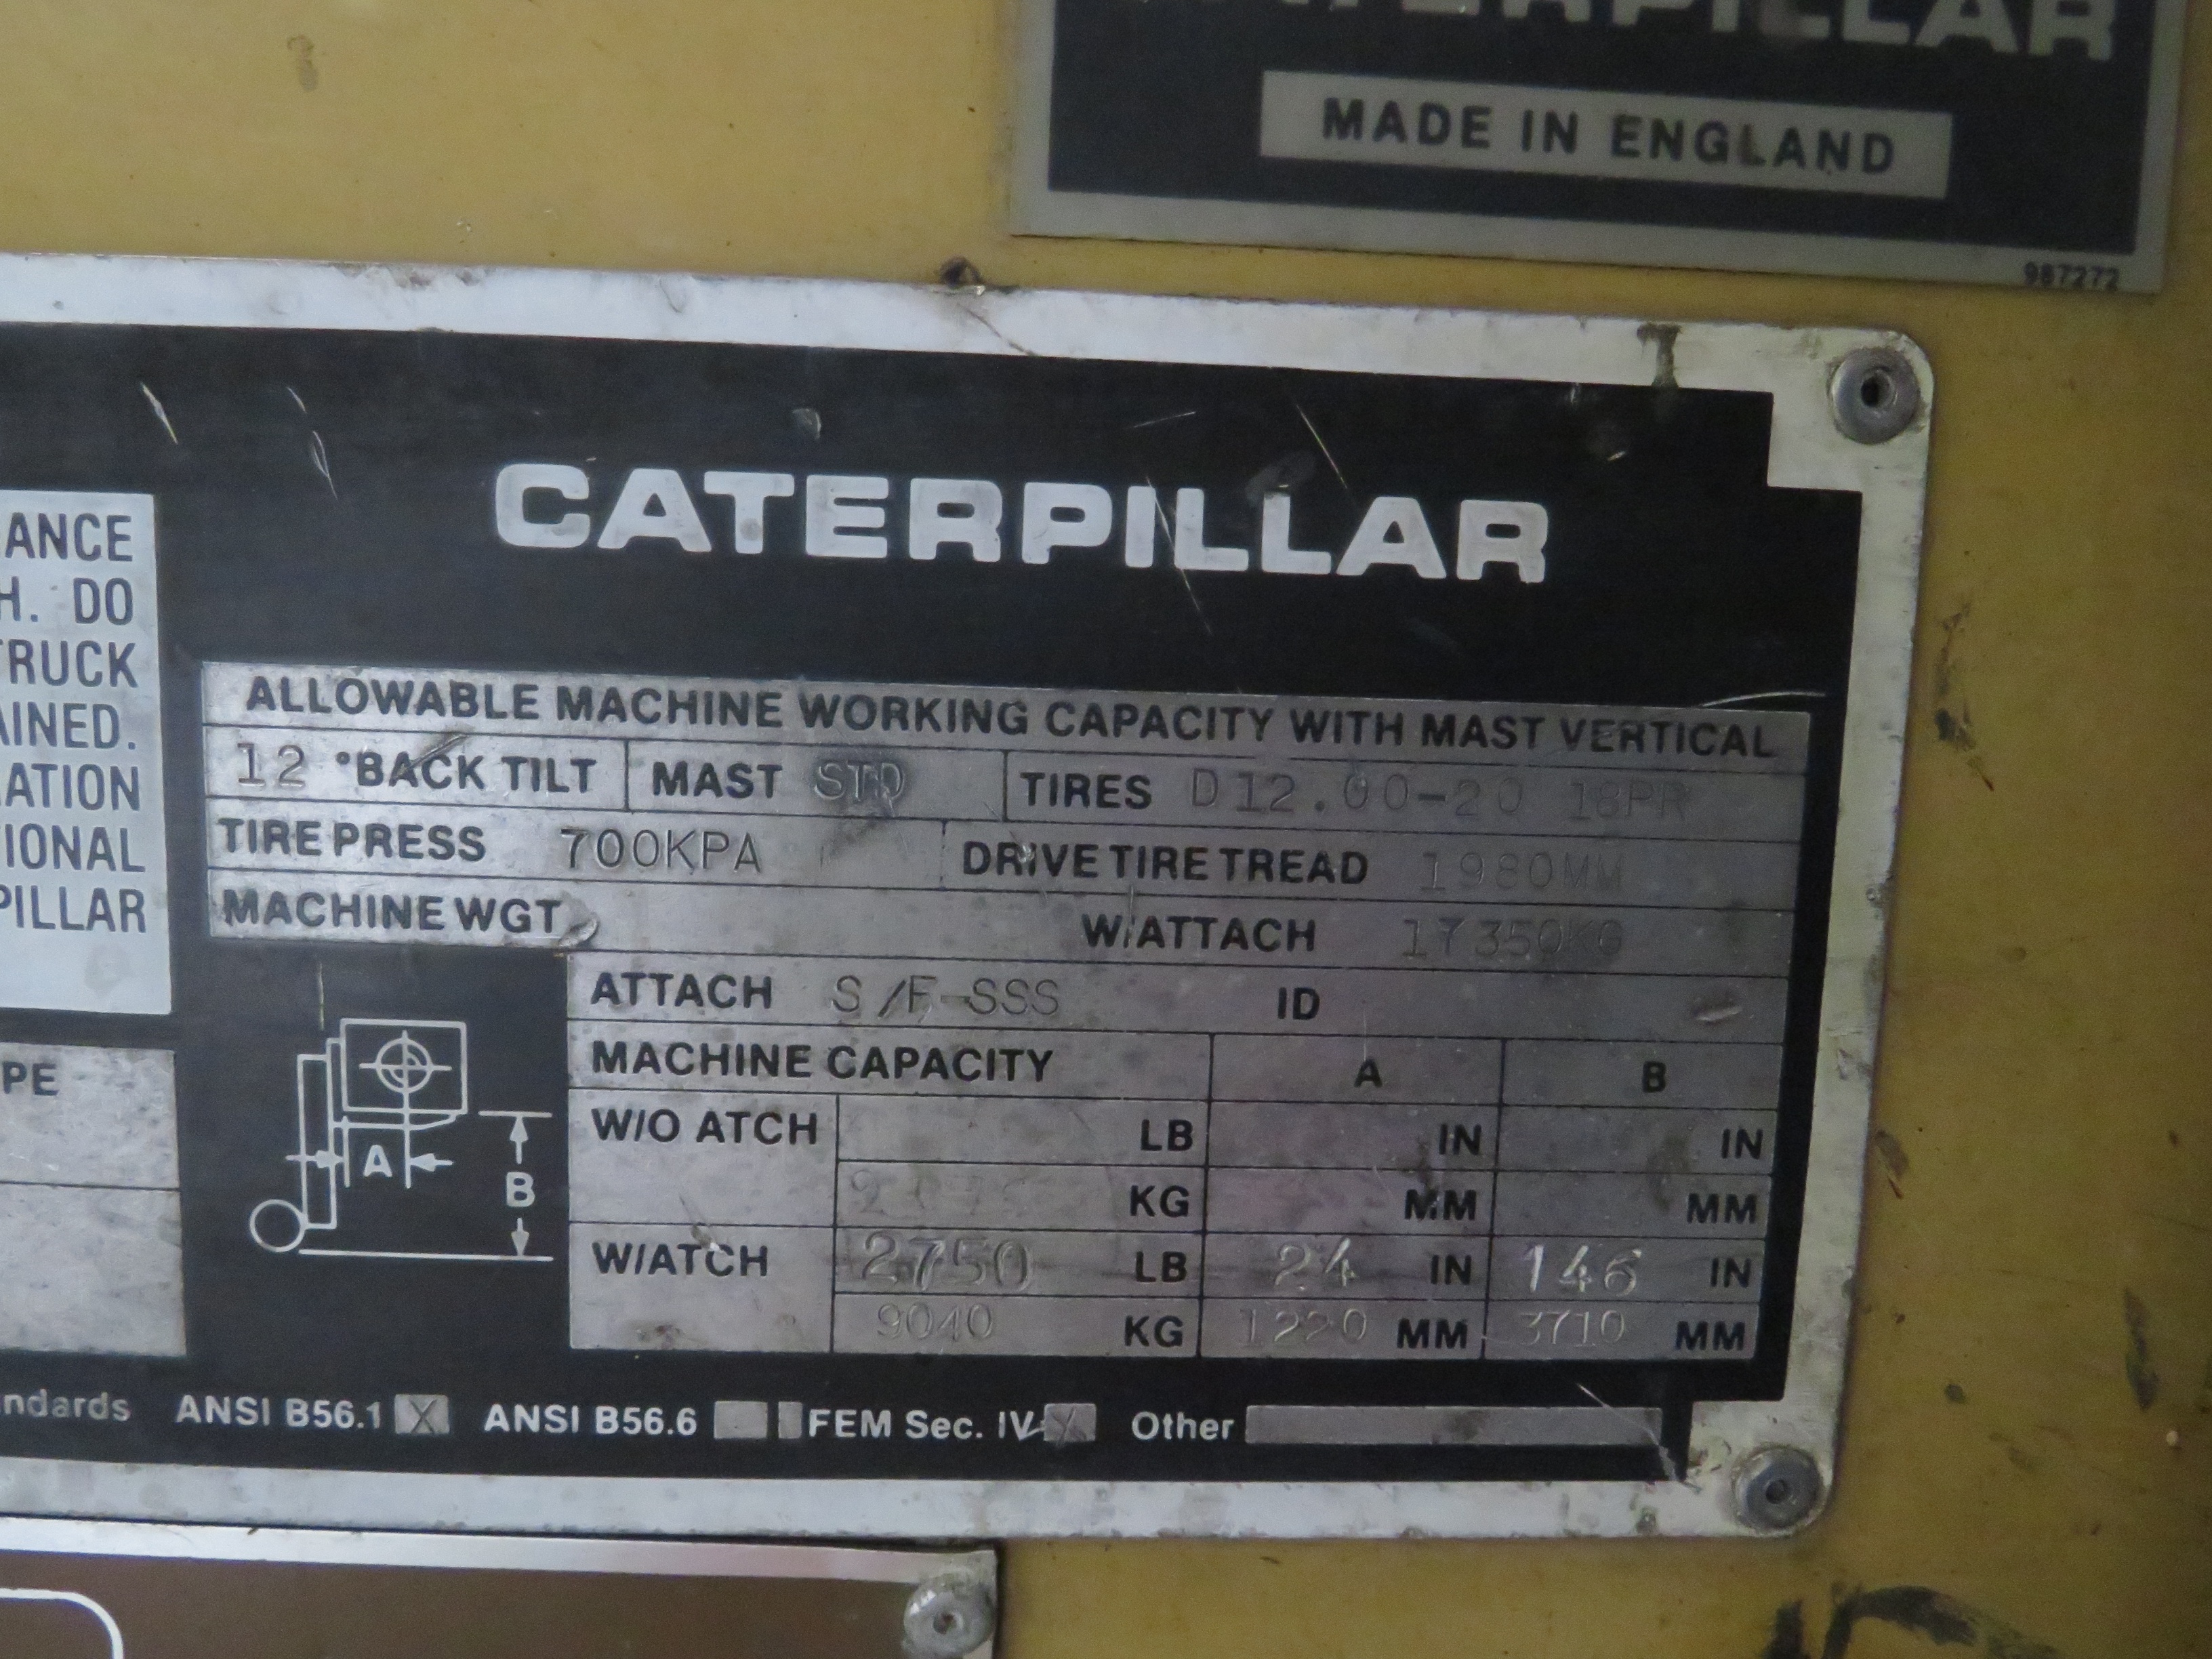 CATERPILLAR
MADE IN ENGLAND
987272
ANCE
H. DO
TRUCK
AINED.
ATION
IONAL
PILLAR
PE
CATERPILLAR
ALLOWABLE MACHINE WORKING CAPACITY WITH MAST VERTICAL
12 °BACK TILT MAST STD TIRES D12.00-20 18PR
TIRE PRESS 700KPA DRIVE TIRE TREAD 1980MM
MACHINE WGT W/ATTACH 17350KG
ATTACH S/F-SSS ID
MACHINE CAPACITY A B
W/O ATCH LB IN IN
KG MM MM
W/ATCH 2750 LB 24 IN 146 IN
9040 KG 1220 MM 3710 MM
A
B
ndards ANSI B56.1 X ANSI B56.6 FEM Sec. IV X Other